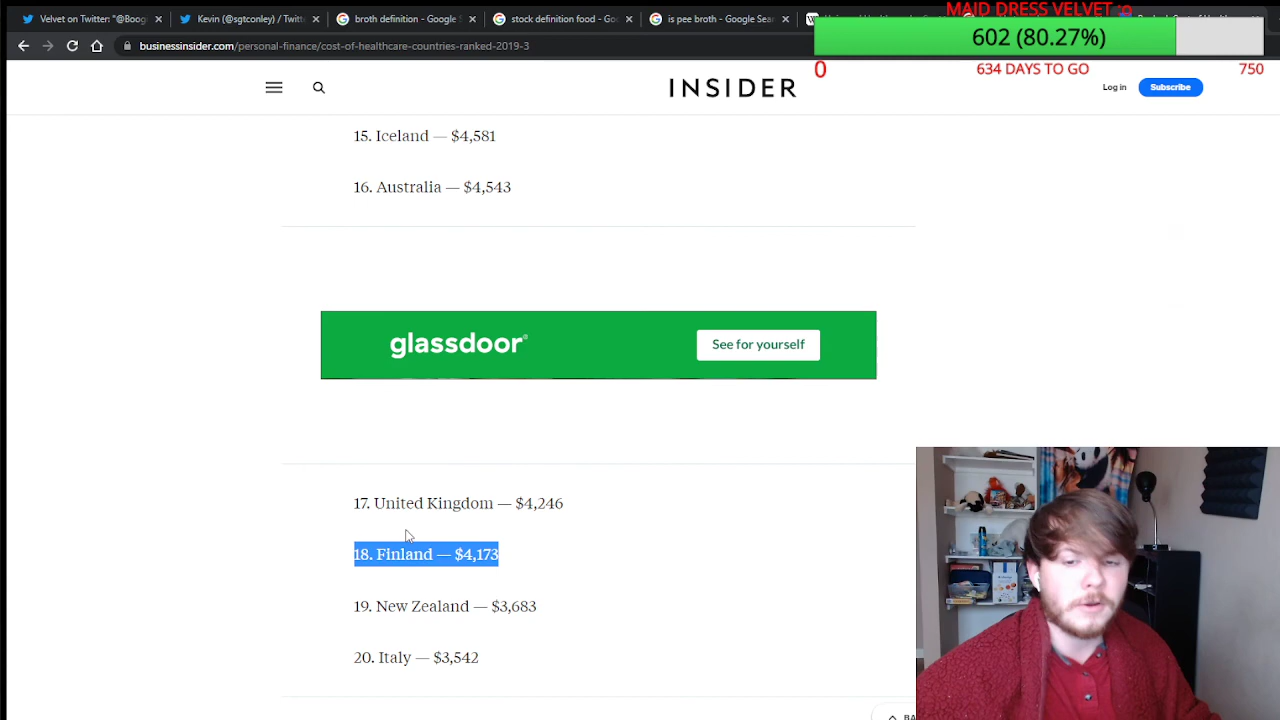 Velvet on Twitter: "@Boog
Kevin (@sgtconley) / Twitte
broth definition - Google S
stock definition food - Goo
is pee broth - Google Sear
MAID DRESS VELVET :o
602 (80.27%)
0
634 DAYS TO GO
750
businessinsider.com/personal-finance/cost-of-healthcare-countries-ranked-2019-3
INSIDER
Log in
Subscribe
15. Iceland — $4,581
16. Australia — $4,543
glassdoor
See for yourself
17. United Kingdom — $4,246
18. Finland — $4,173
19. New Zealand — $3,683
20. Italy — $3,542
BA